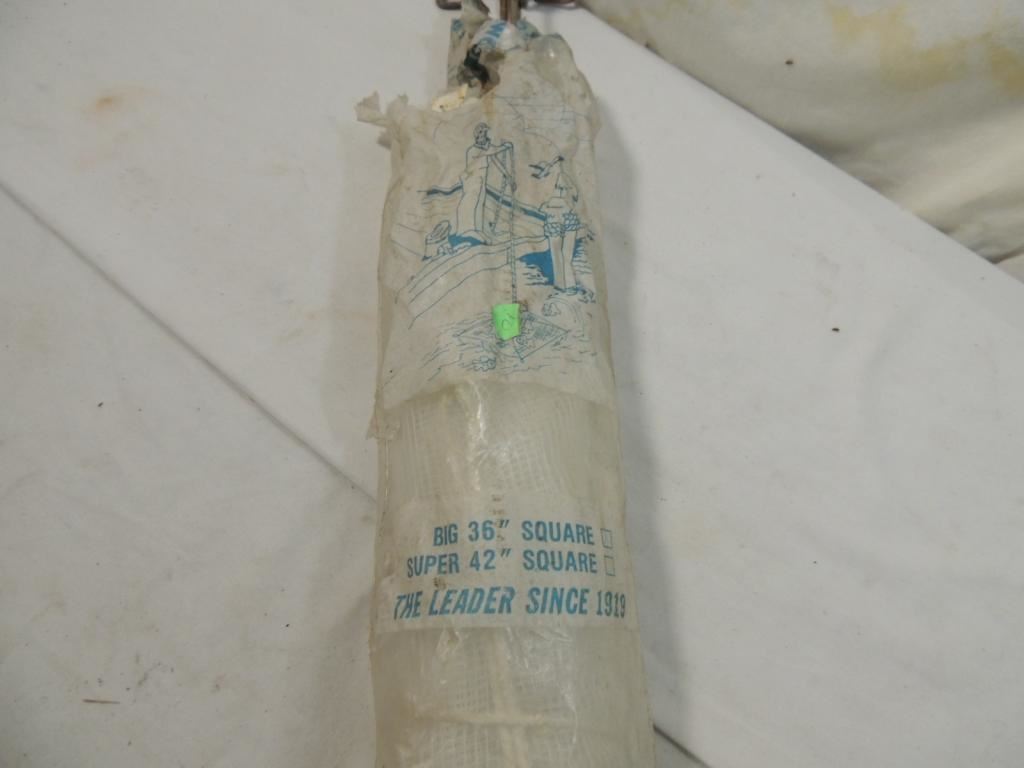 BIG 36" SQUARE
SUPER 42" SQUARE
THE LEADER SINCE 1919